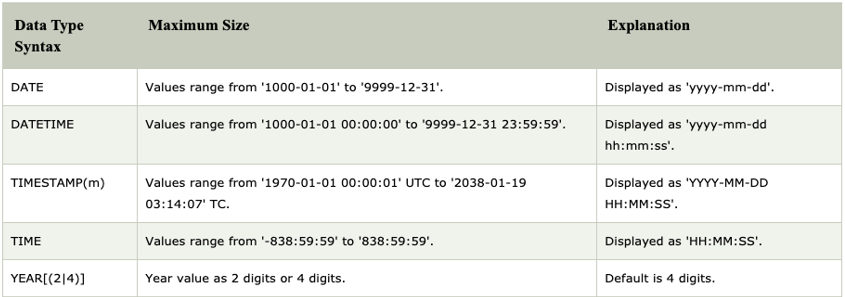 Data Type Syntax
Maximum Size
Explanation
DATE
Values range from '1000-01-01' to '9999-12-31'.
Displayed as 'yyyy-mm-dd'.
DATETIME
Values range from '1000-01-01 00:00:00' to '9999-12-31 23:59:59'.
Displayed as 'yyyy-mm-dd
hh:mm:ss'.
TIMESTAMP(m)
Values range from '1970-01-01 00:00:01' UTC to '2038-01-19
03:14:07' TC.
Displayed as 'YYYY-MM-DD
HH:MM:SS'.
TIME
Values range from '-838:59:59' to '838:59:59'.
Displayed as 'HH:MM:SS'.
YEAR[(2|4)]
Year value as 2 digits or 4 digits.
Default is 4 digits.